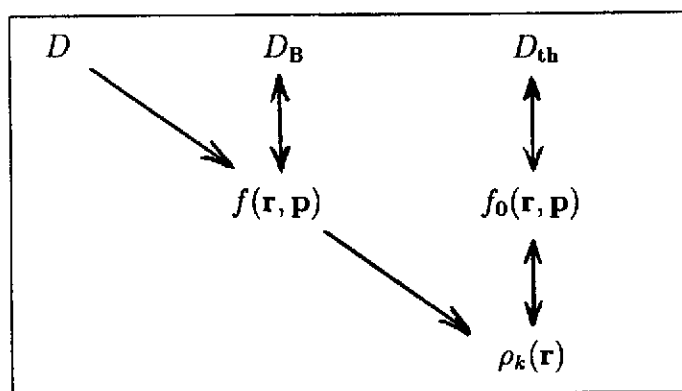 D D_B D_th
f(r, p) f_0(r, p)
ρ_k(r)